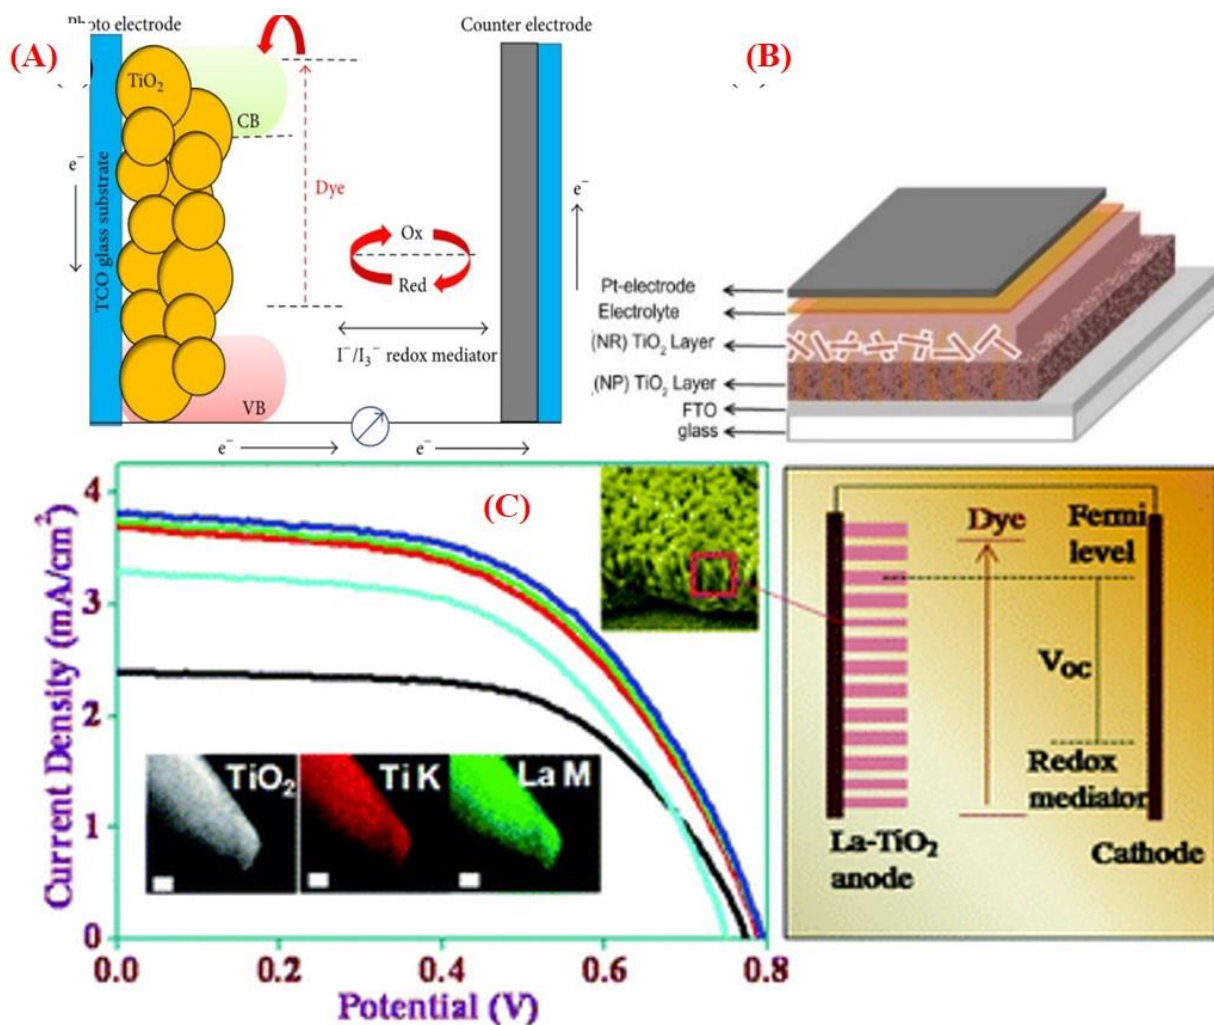 Photo electrode
Counter electrode
(A)
(B)
TiO₂
CB
e⁻
TCO glass substrate
Dye
e⁻
Ox
Red
I⁻/I₃⁻ redox mediator
VB
e⁻
e⁻
Pt-electrode
Electrolyte
(NR) TiO₂ Layer
(NP) TiO₂ Layer
FTO
glass
(C)
4
3
2
1
0
Current Density (mA/cm²)
TiO₂
Ti K
La M
0.0
0.2
0.4
0.6
0.8
Potential (V)
Dye
Fermi
level
Voc
Redox
mediator
La-TiO₂
anode
Cathode